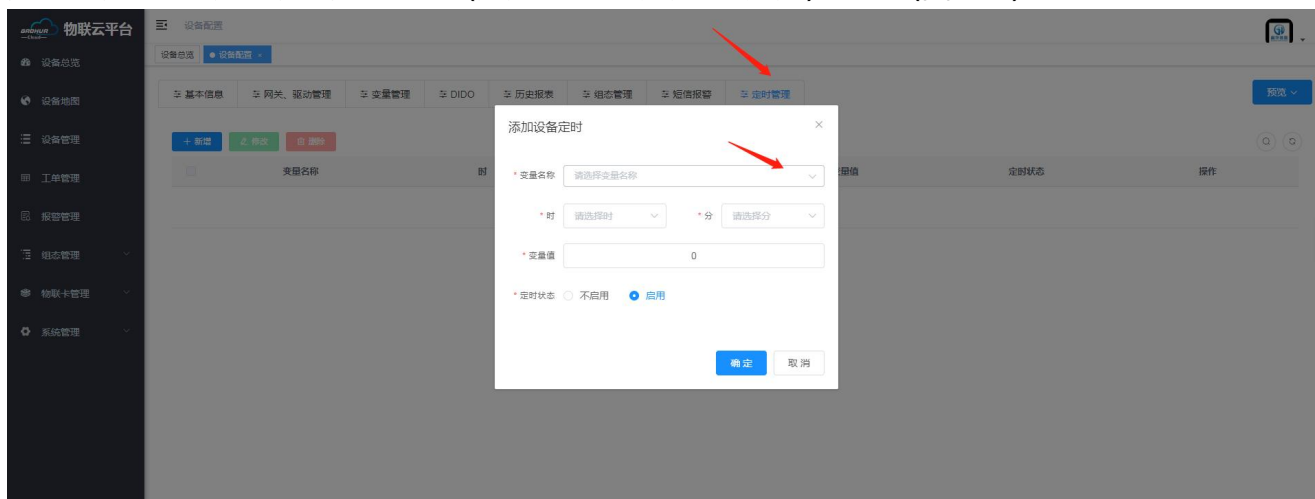 物联云平台
设备配置
设备总览
设备配置 ×
设备总览
设备地图
设备管理
工单管理
报警管理
组态管理
物联卡管理
系统管理
基本信息
网关、驱动管理
变量管理
DIDO
历史报表
组态管理
短信报警
定时管理
预览
+ 新增
修改
删除
变量名称
时
量值
定时状态
操作
添加设备定时 ×
* 变量名称 请选择变量名称
* 时 请选择时 * 分 请选择分
* 变量值 0
* 定时状态 不启用 启用
确定 取消